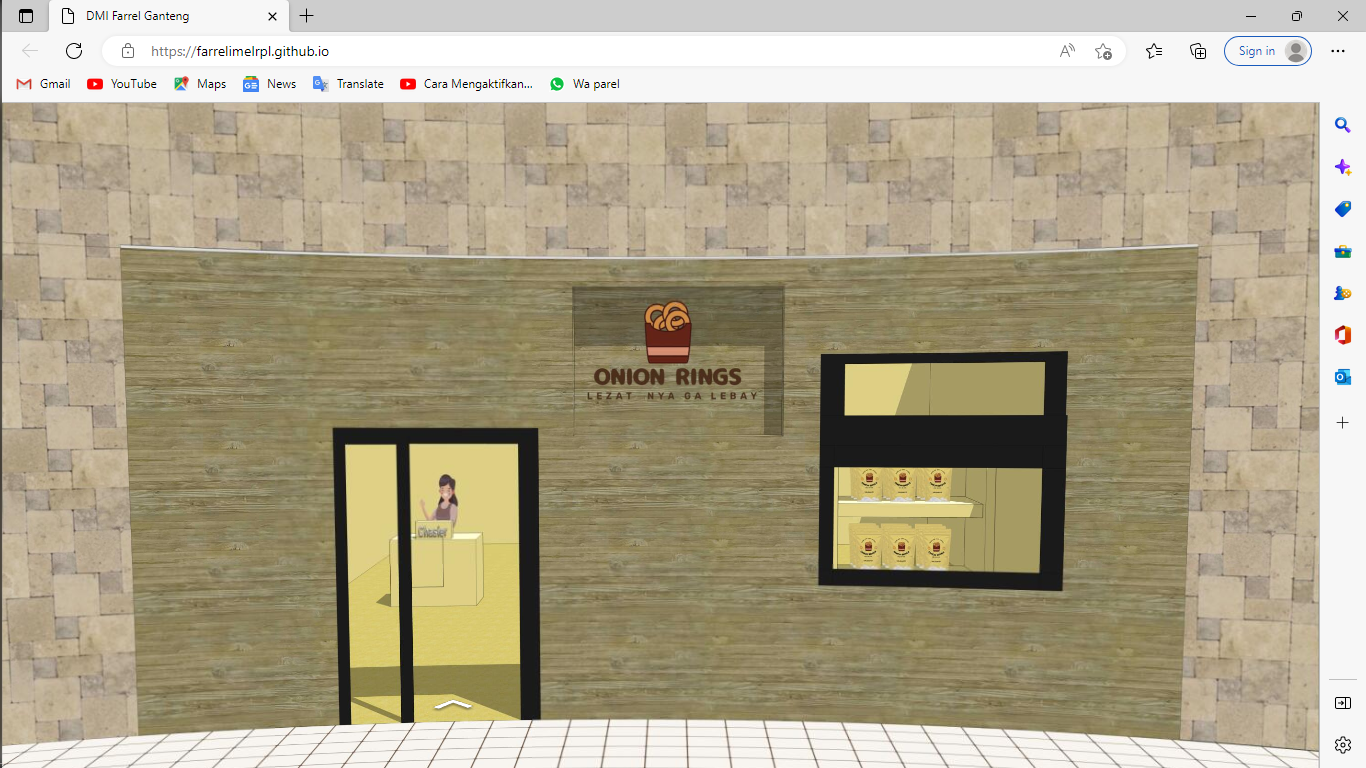 DMI Farrel Ganteng
https://farrelimelrpl.github.io
Sign in
Gmail
YouTube
Maps
News
Translate
Cara Mengaktifkan...
Wa parel
ONION RINGS
LEZAT NYA GA LEBAY